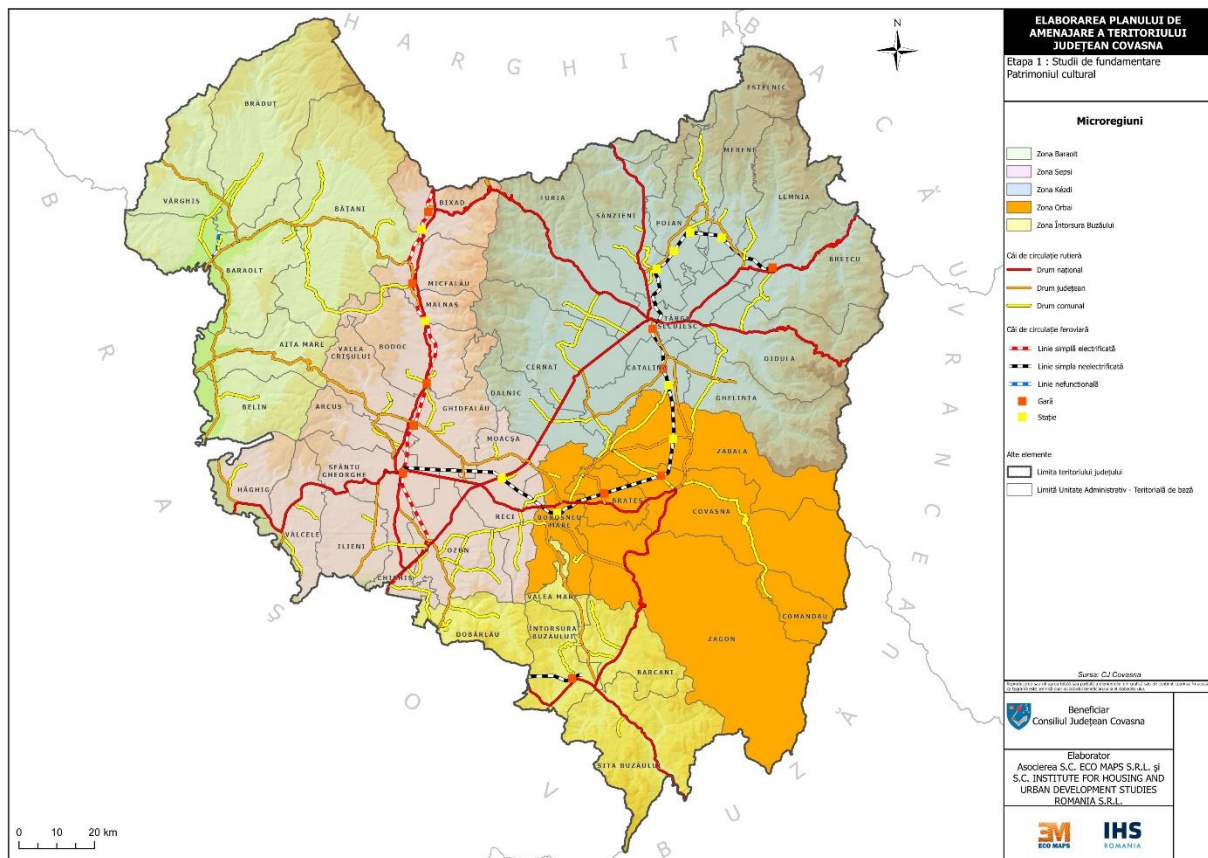 HARGHITA
BACĂU
VRANCEA
BUZĂU
BRAȘOV
N
BRĂDUȚ
VÂRGHIȘ
BĂȚANI
BARAOLT
AITA MARE
BELIN
BIXAD
MICFALĂU
MALNAȘ
VALEA
CRIȘULUI
BODOC
ARCUȘ
GHIDFALĂU
MOACȘA
SFÂNTU
GHEORGHE
HĂGHIG
VÂLCELE
ILIENI
CHICHIȘ
OZUN
RECI
DALNIC
CERNAT
TURIA
SÂNZIENI
POIAN
ESTELNIC
MERENI
LEMNIA
BREȚCU
TÂRGU
SECUIESC
CATALINA
OJDULA
GHELINȚA
ZĂBALA
BRATEȘ
BOROȘNEU
MARE
COVASNA
COMANDĂU
ZAGON
VALEA MARE
DOBÂRLĂU
ÎNTORSURA
BUZĂULUI
BARCANI
SITA BUZĂULUI
0 10 20 km
ELABORAREA PLANULUI DE
AMENAJARE A TERITORIULUI
JUDEȚEAN COVASNA
Etapa 1 : Studii de fundamentare
Patrimoniul cultural
Microregiuni
Zona Baraolt
Zona Sepsi
Zona Kézdi
Zona Orbai
Zona Întorsura Buzăului
Căi de circulație rutieră
Drum național
Drum județean
Drum comunal
Căi de circulație feroviară
Linie simplă electrificată
Linie simpla neelectrificată
Linie nefuncțională
Gară
Stație
Alte elemente
Limita teritoriului județului
Limită Unitate Administrativ - Teritorială de bază
Sursa: CJ Covasna
Beneficiar
Consiliul Județean Covasna
Elaborator
Asocierea S.C. ECO MAPS S.R.L. și
S.C. INSTITUTE FOR HOUSING AND
URBAN DEVELOPMENT STUDIES
ROMANIA S.R.L.
ECO MAPS
IHS
ROMANIA